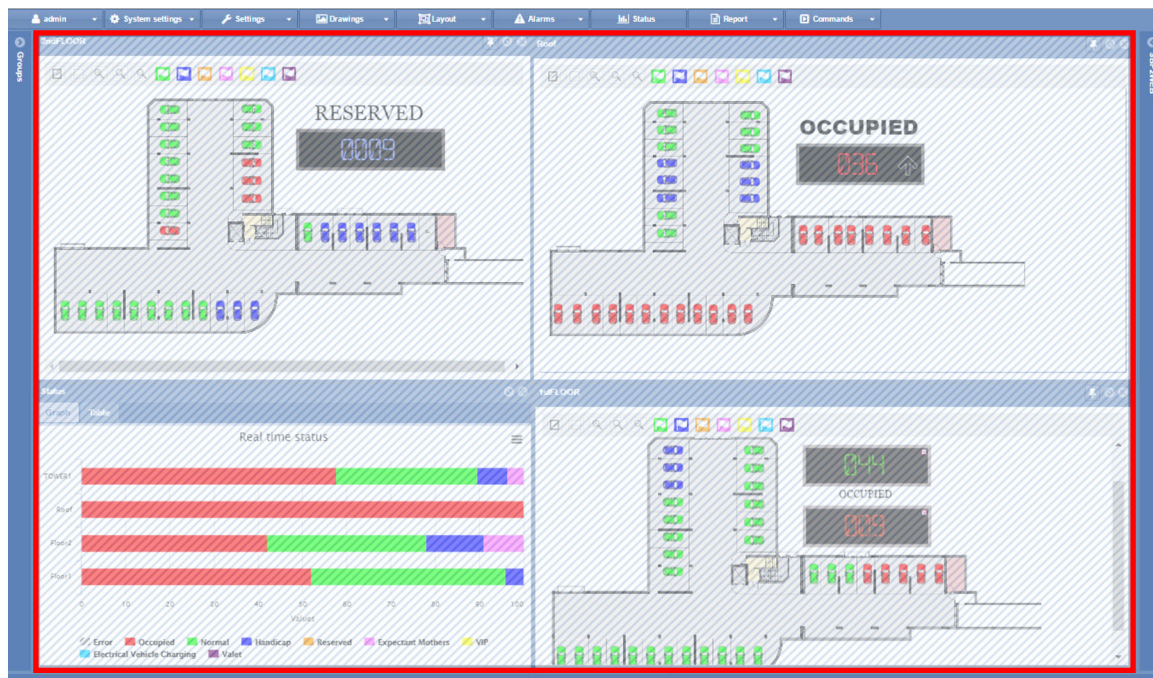 admin System settings Settings Drawings Layout Alarms Status Report Commands
Groups
2ndFLOOR
RESERVED
0009
Roof
OCCUPIED
036
Status
Graph Table
Real time status
TOWER1
Roof
Floor2
Floor1
0 10 20 30 40 50 60 70 80 90 100
Values
Error Occupied Normal Handicap Reserved Expectant Mothers VIP
Electrical Vehicle Charging Valet
1stFLOOR
044
OCCUPIED
009